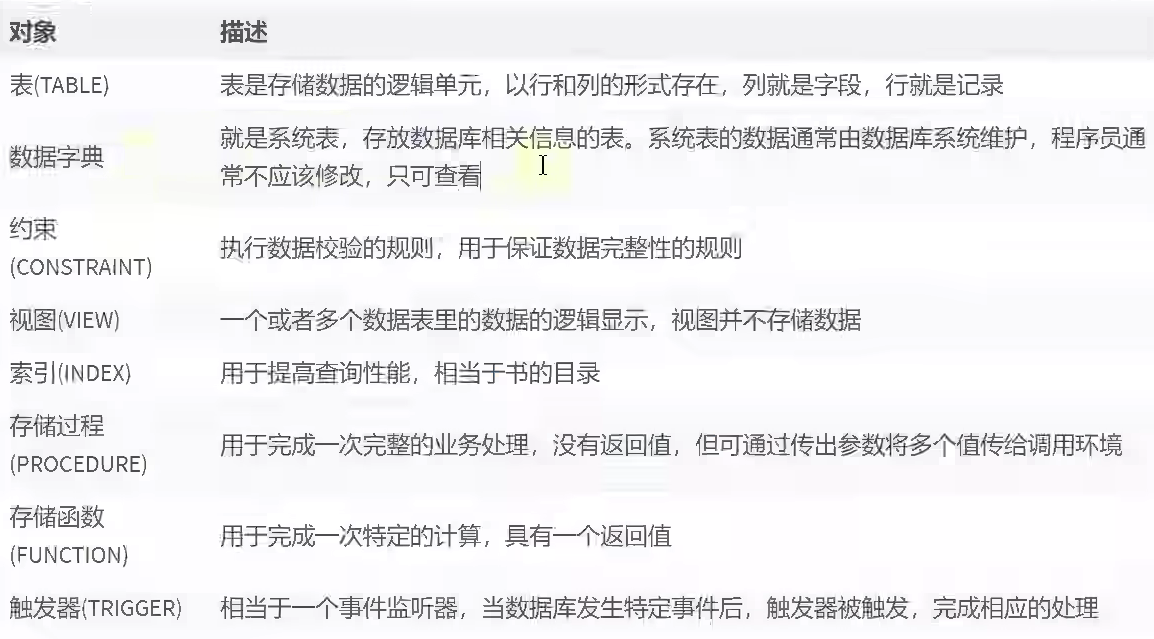 对象 描述
表(TABLE) 表是存储数据的逻辑单元，以行和列的形式存在，列就是字段，行就是记录
数据字典 就是系统表，存放数据库相关信息的表。系统表的数据通常由数据库系统维护，程序员通
常不应该修改，只可查看
约束
(CONSTRAINT) 执行数据校验的规则，用于保证数据完整性的规则
视图(VIEW) 一个或者多个数据表里的数据的逻辑显示，视图并不存储数据
索引(INDEX) 用于提高查询性能，相当于书的目录
存储过程
(PROCEDURE) 用于完成一次完整的业务处理，没有返回值，但可通过传出参数将多个值传给调用环境
存储函数
(FUNCTION) 用于完成一次特定的计算，具有一个返回值
触发器(TRIGGER) 相当于一个事件监听器，当数据库发生特定事件后，触发器被触发，完成相应的处理